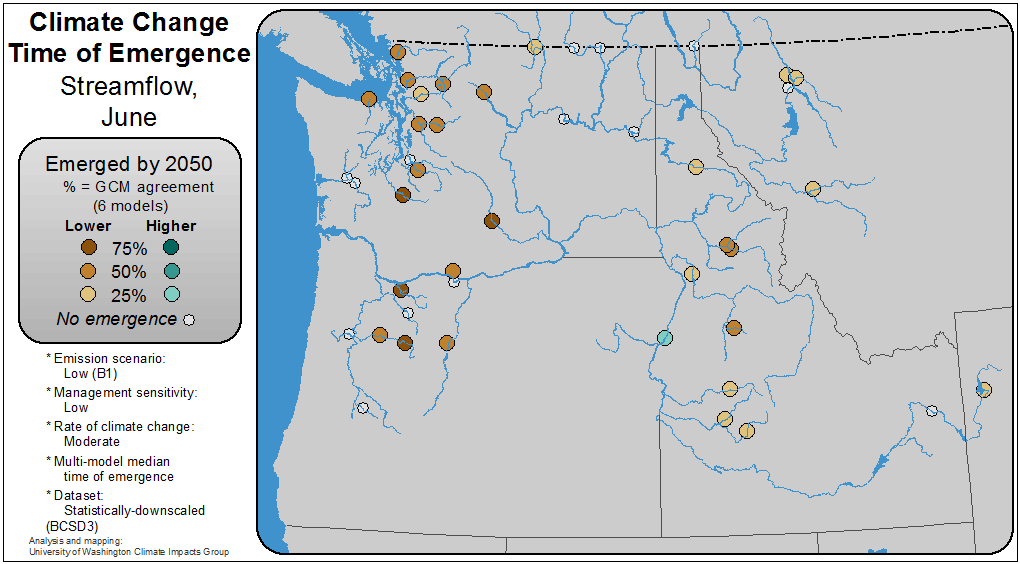 Climate Change
Time of Emergence
Streamflow,
June
Emerged by 2050
% = GCM agreement
(6 models)
Lower Higher
75%
50%
25%
No emergence
* Emission scenario:
Low (B1)
* Management sensitivity:
Low
* Rate of climate change:
Moderate
* Multi-model median
time of emergence
* Dataset:
Statistically-downscaled
(BCSD3)
Analysis and mapping:
University of Washington Climate Impacts Group